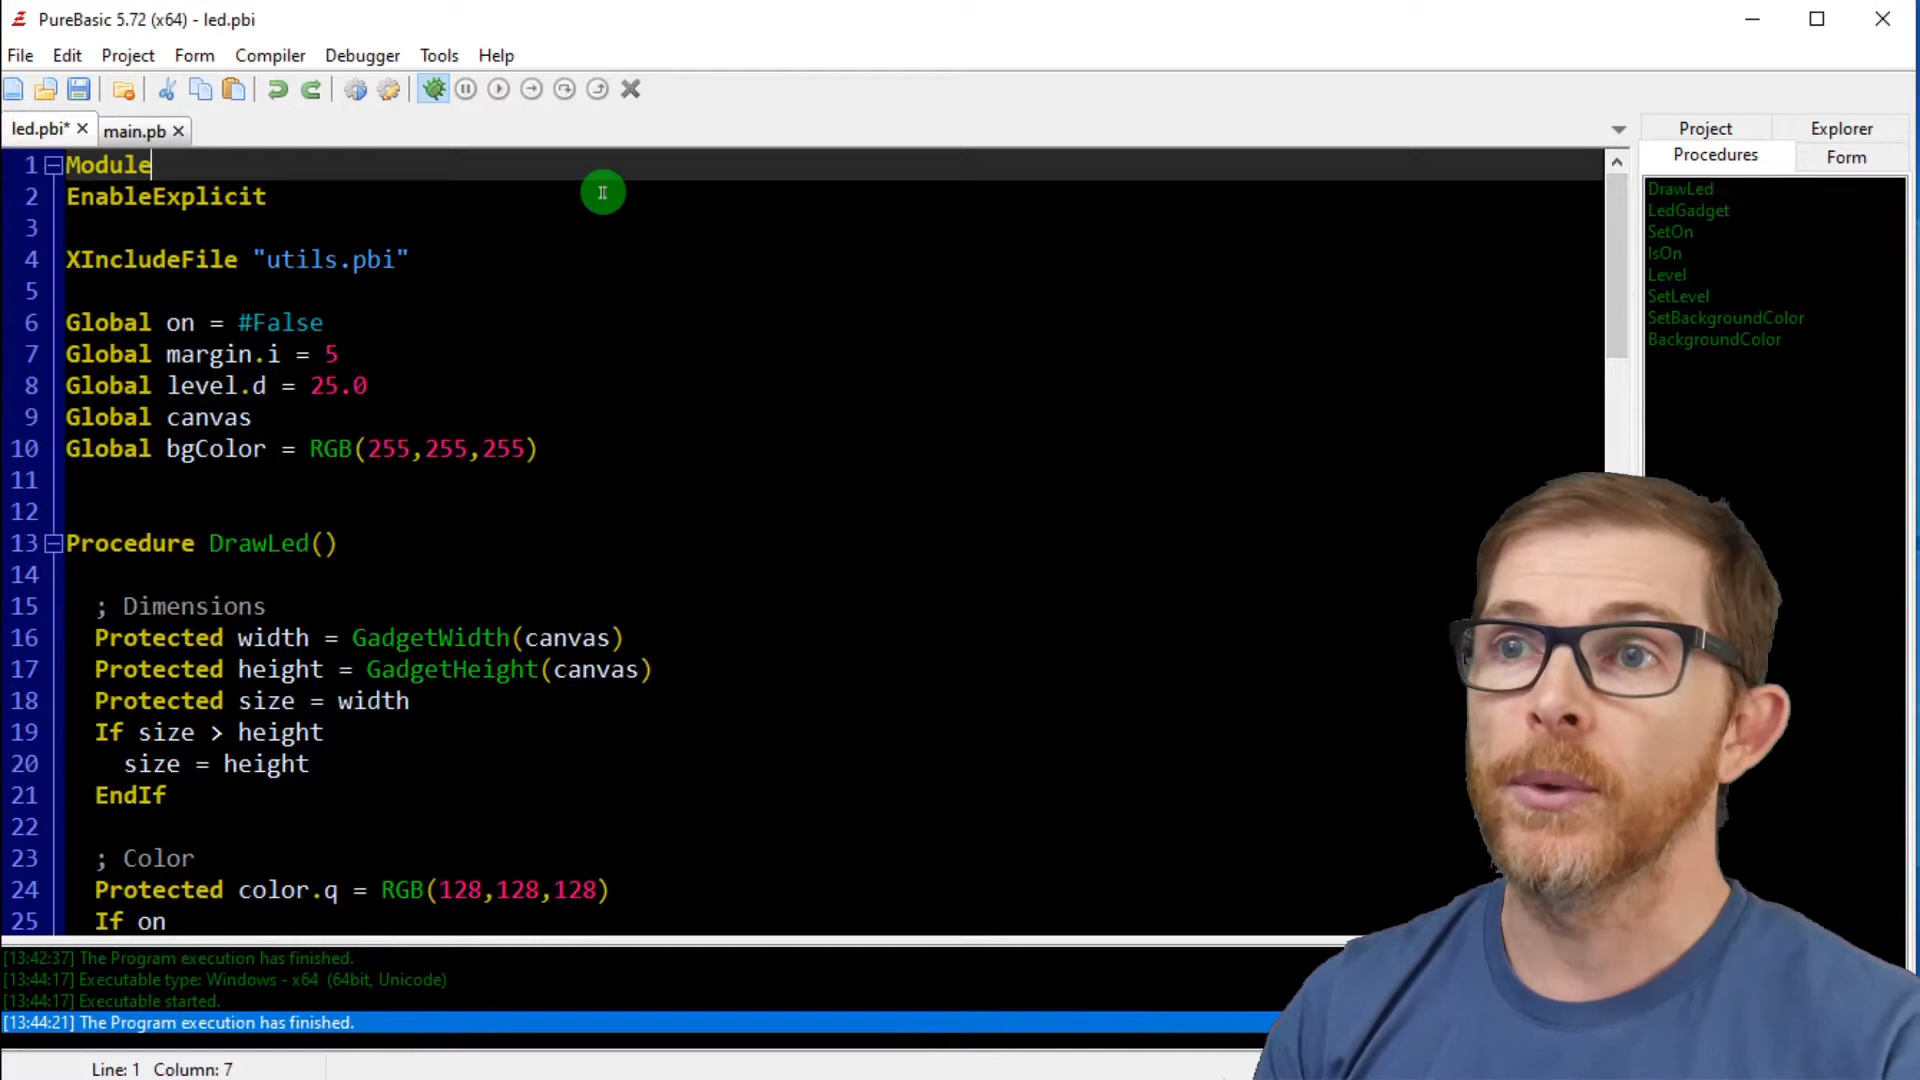 PureBasic 5.72 (x64) - led.pbi
File Edit Project Form Compiler Debugger Tools Help
led.pbi* main.pb
Project Explorer
Procedures Form
1 Module
2 EnableExplicit
3
4 XIncludeFile "utils.pbi"
5
6 Global on = #False
7 Global margin.i = 5
8 Global level.d = 25.0
9 Global canvas
10 Global bgColor = RGB(255,255,255)
11
12
13 Procedure DrawLed()
14
15 ; Dimensions
16 Protected width = GadgetWidth(canvas)
17 Protected height = GadgetHeight(canvas)
18 Protected size = width
19 If size > height
20 size = height
21 EndIf
22
23 ; Color
24 Protected color.q = RGB(128,128,128)
25 If on
DrawLed
LedGadget
SetOn
IsOn
Level
SetLevel
SetBackgroundColor
BackgroundColor
[13:42:37] The Program execution has finished.
[13:44:17] Executable type: Windows - x64 (64bit, Unicode)
[13:44:17] Executable started.
[13:44:21] The Program execution has finished.
Line: 1 Column: 7